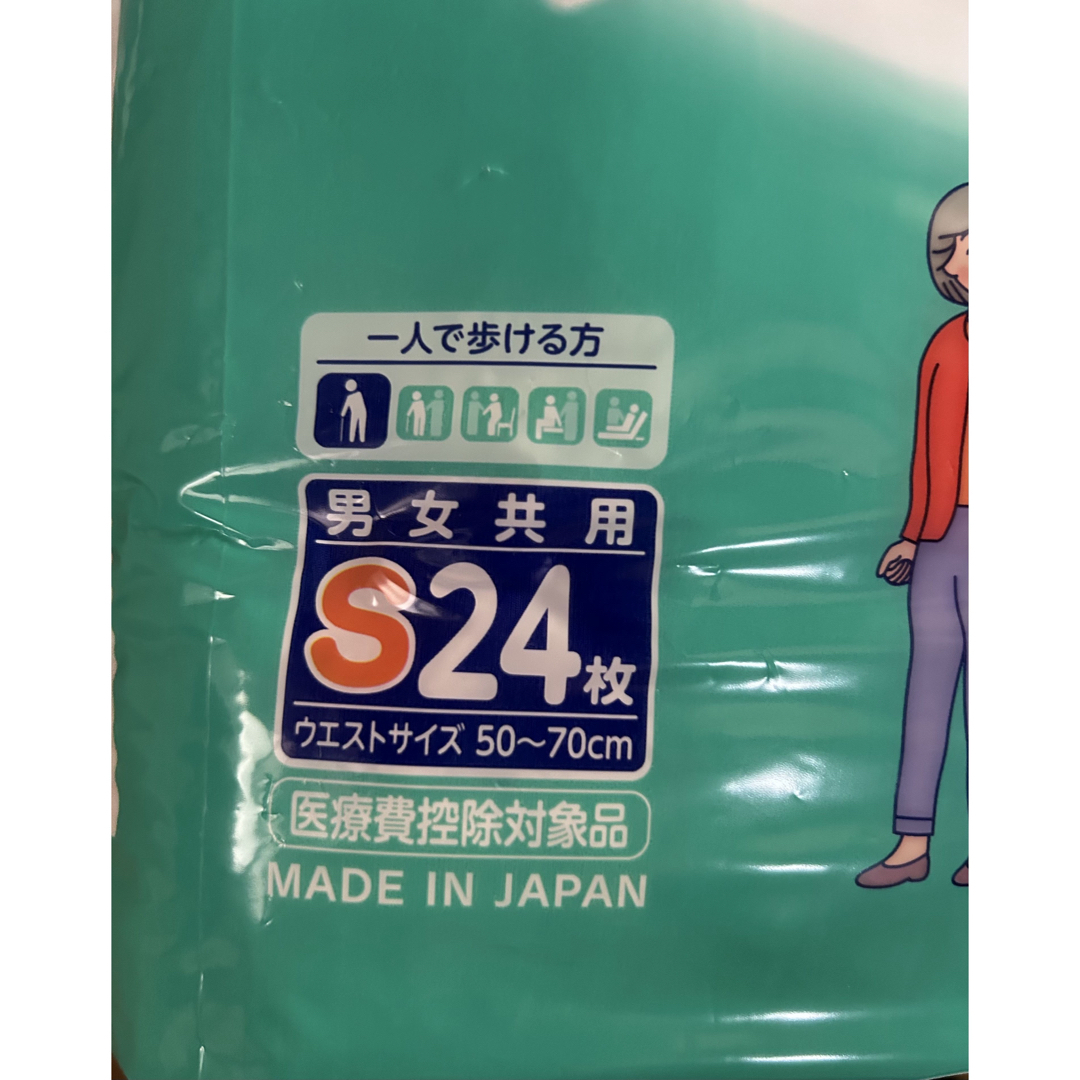 一人で歩ける方
男女共用
S24枚
ウエストサイズ 50～70cm
医療費控除対象品
MADE IN JAPAN